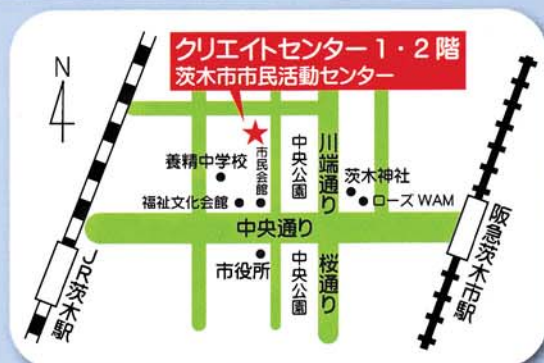 クリエイトセンター1・2階
茨木市市民活動センター
N
養精中学校
市民会館
中央公園
川端通り
茨木神社
福祉文化会館
ローズWAM
中央通り
市役所
中央公園
桜通り
JR茨木駅
阪急茨木市駅